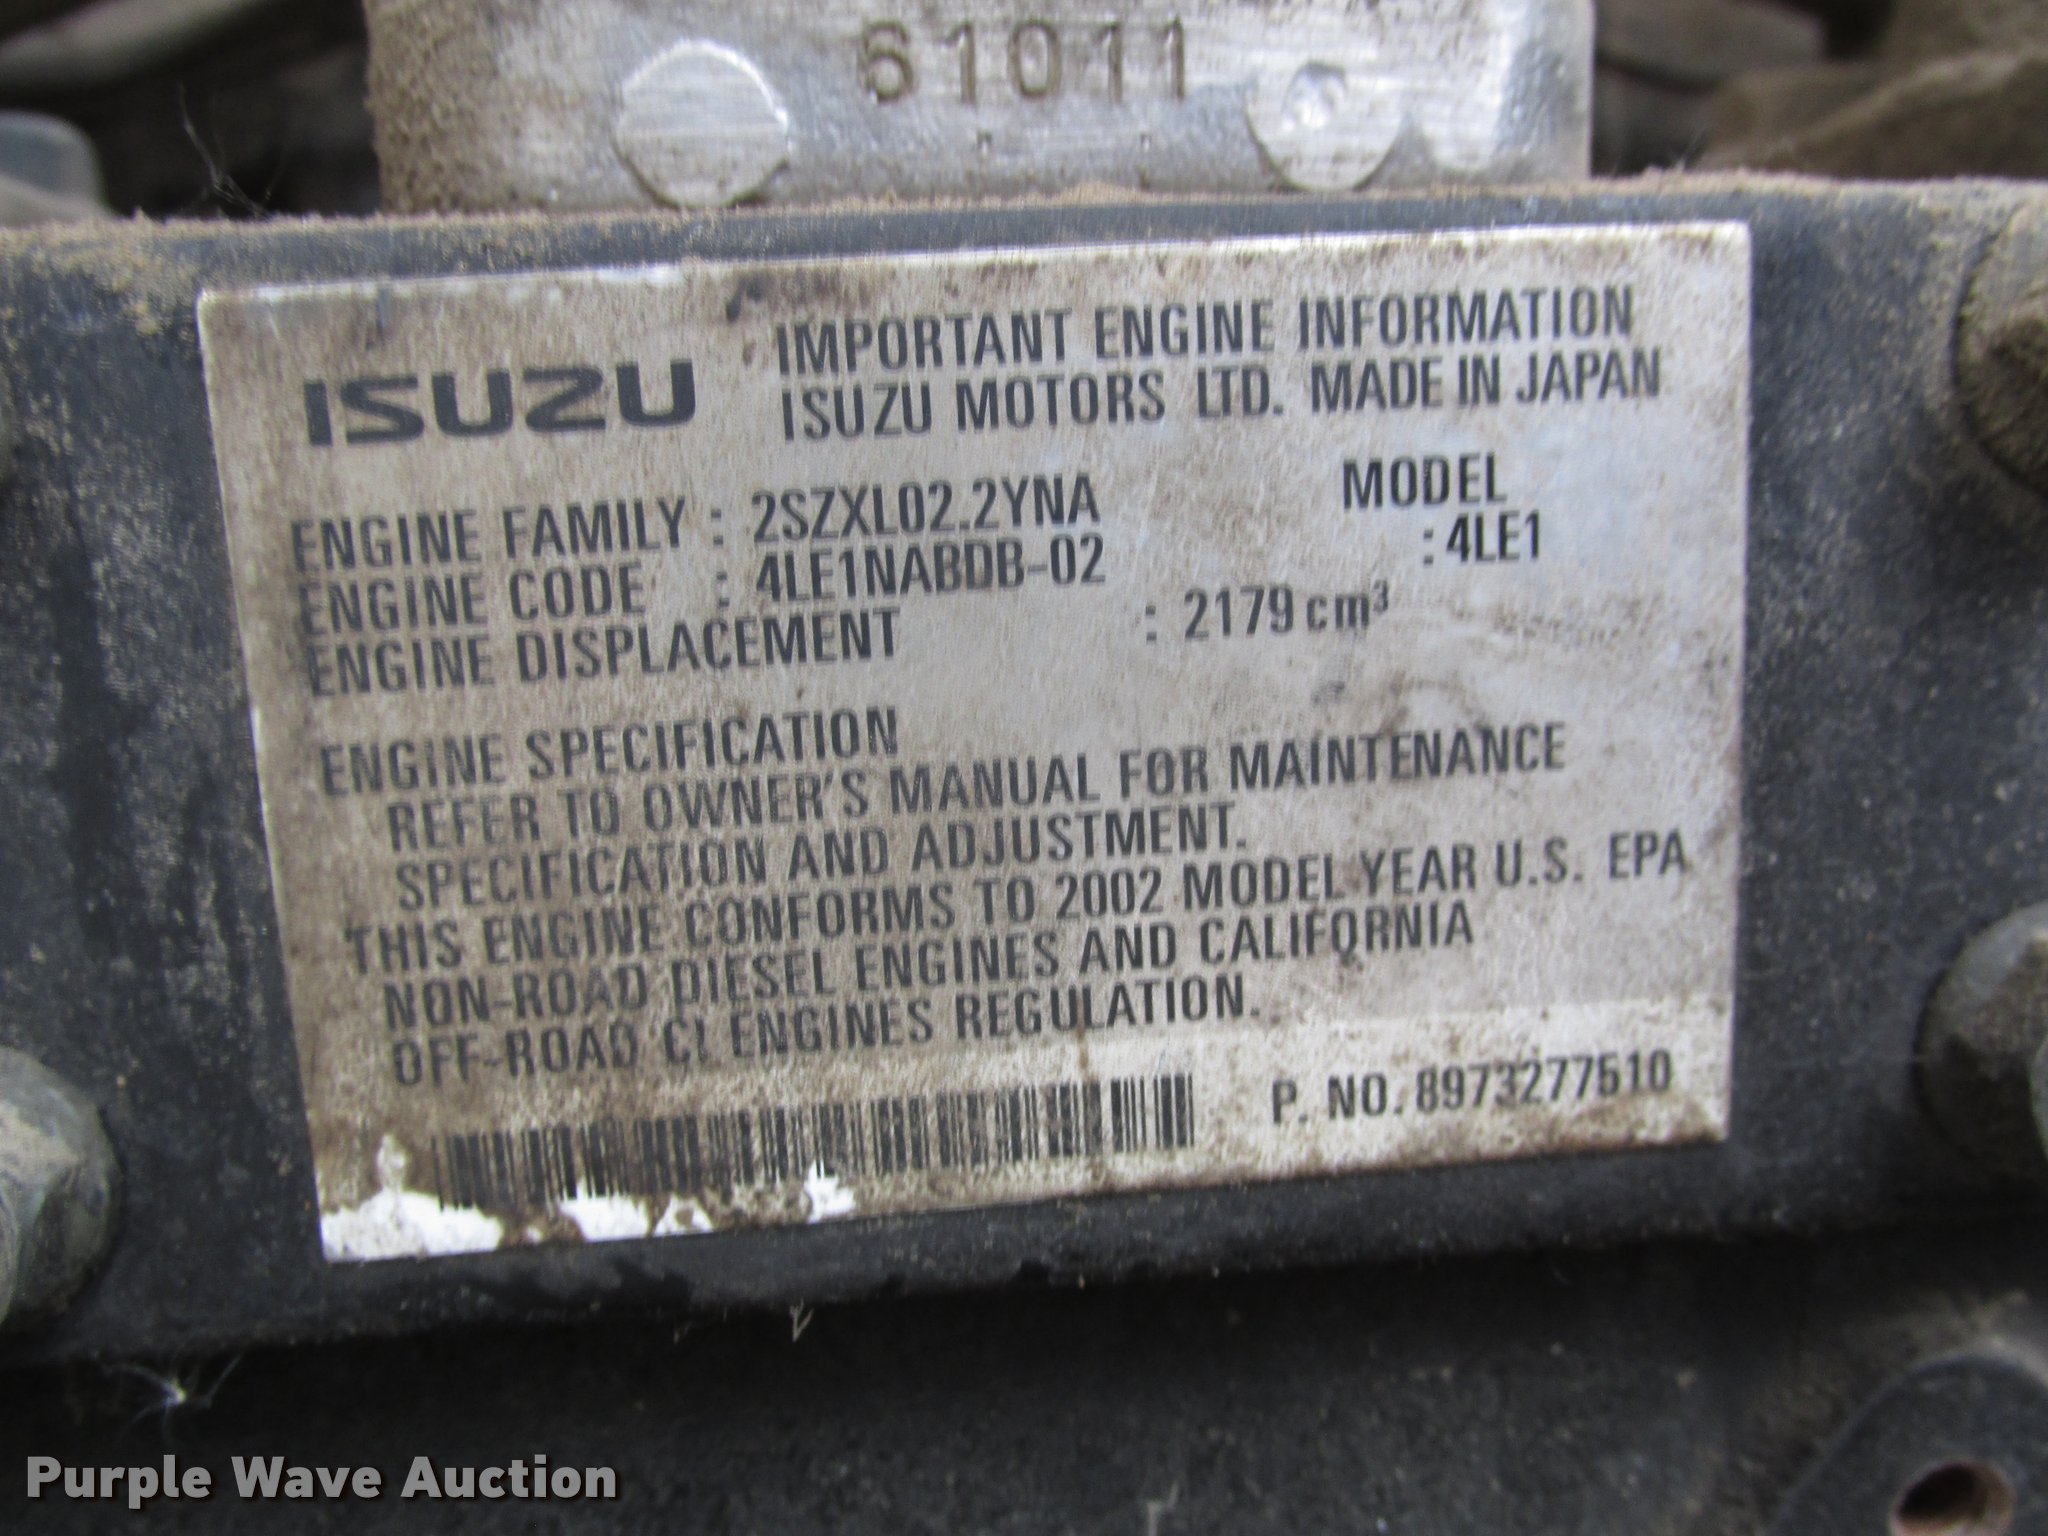 61011
ISUZU
IMPORTANT ENGINE INFORMATION
ISUZU MOTORS LTD. MADE IN JAPAN
ENGINE FAMILY : 2SZXL02.2YNA MODEL
ENGINE CODE : 4LE1NABDB-02 : 4LE1
ENGINE DISPLACEMENT : 2179 cm³
ENGINE SPECIFICATION
REFER TO OWNER'S MANUAL FOR MAINTENANCE
SPECIFICATION AND ADJUSTMENT.
THIS ENGINE CONFORMS TO 2002 MODEL YEAR U.S. EPA
NON-ROAD DIESEL ENGINES AND CALIFORNIA
OFF-ROAD CI ENGINES REGULATION.
P. NO. 8973277510
Purple Wave Auction